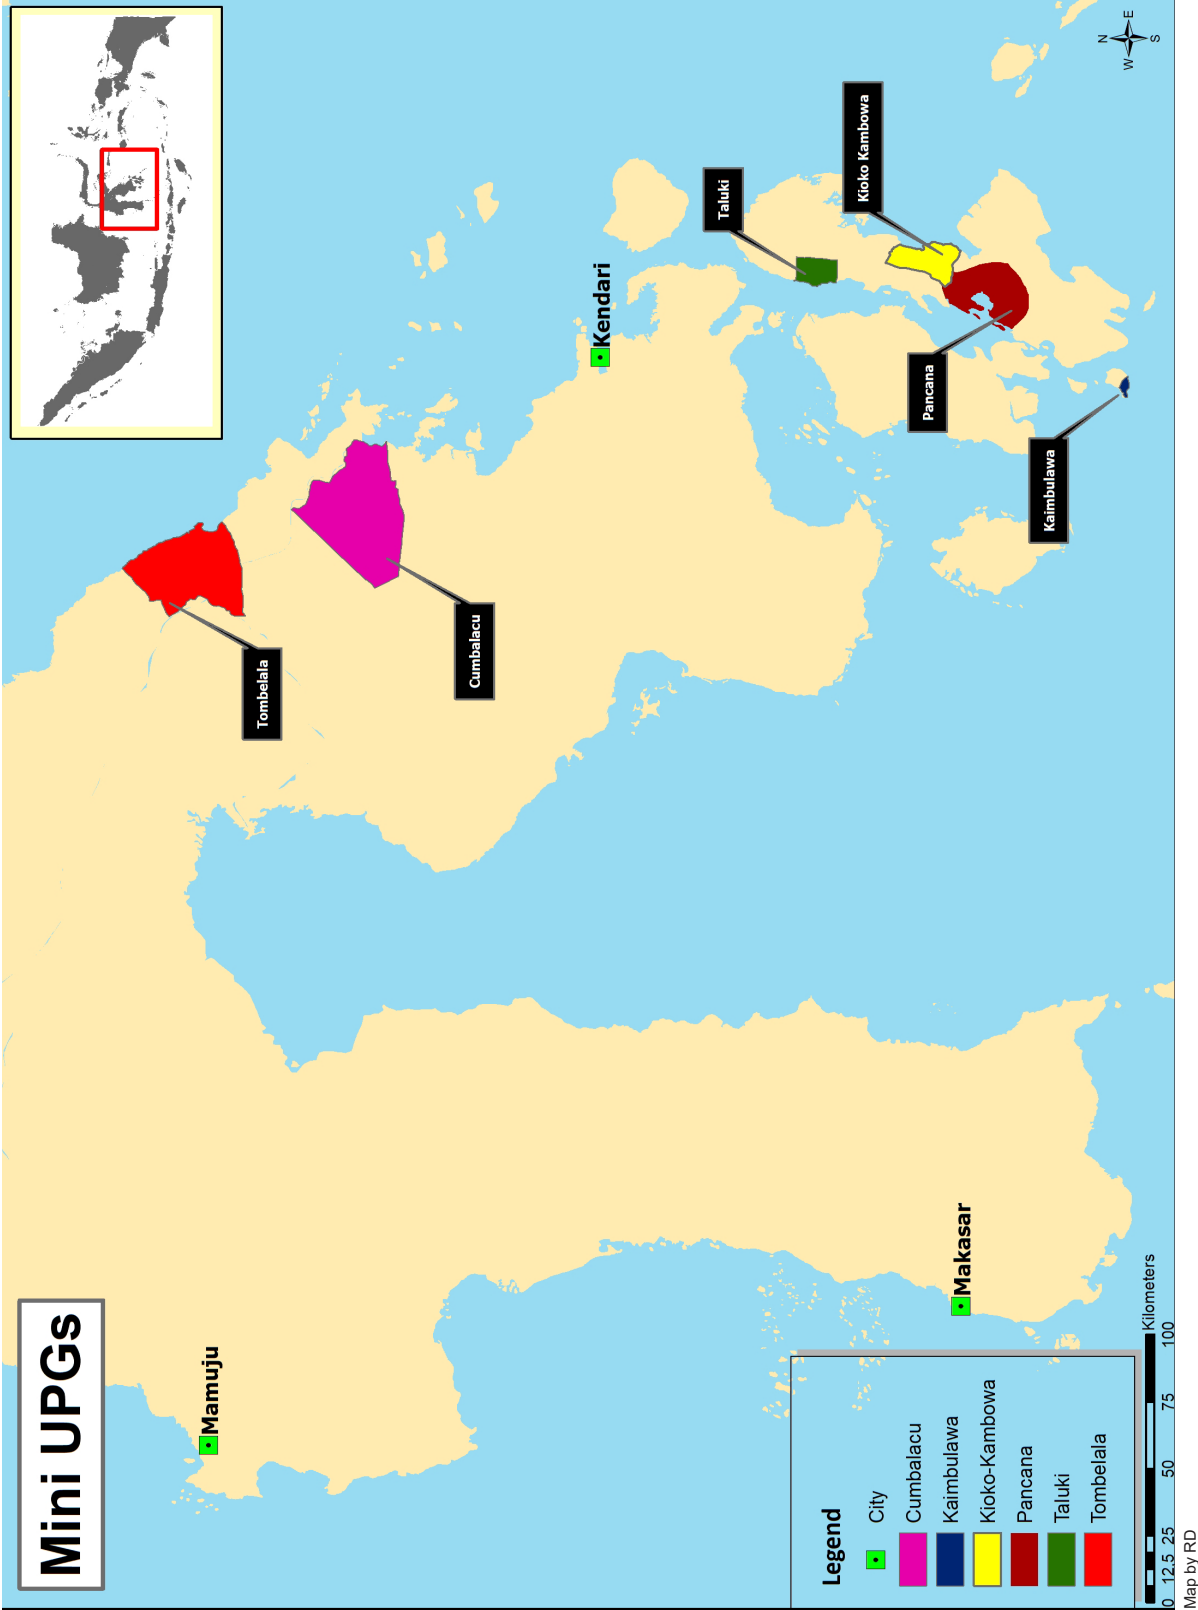 Mini UPGs
N
W
E
S
Mamuju
Tombelala
Cumbalacu
Kendari
Taluki
Kioko Kambowa
Pancana
Kaimbulawa
Makasar
Legend
City
Cumbalacu
Kaimbulawa
Kioko-Kambowa
Pancana
Taluki
Tombelala
Kilometers
0 12.5 25 50 75 100
Map by RD